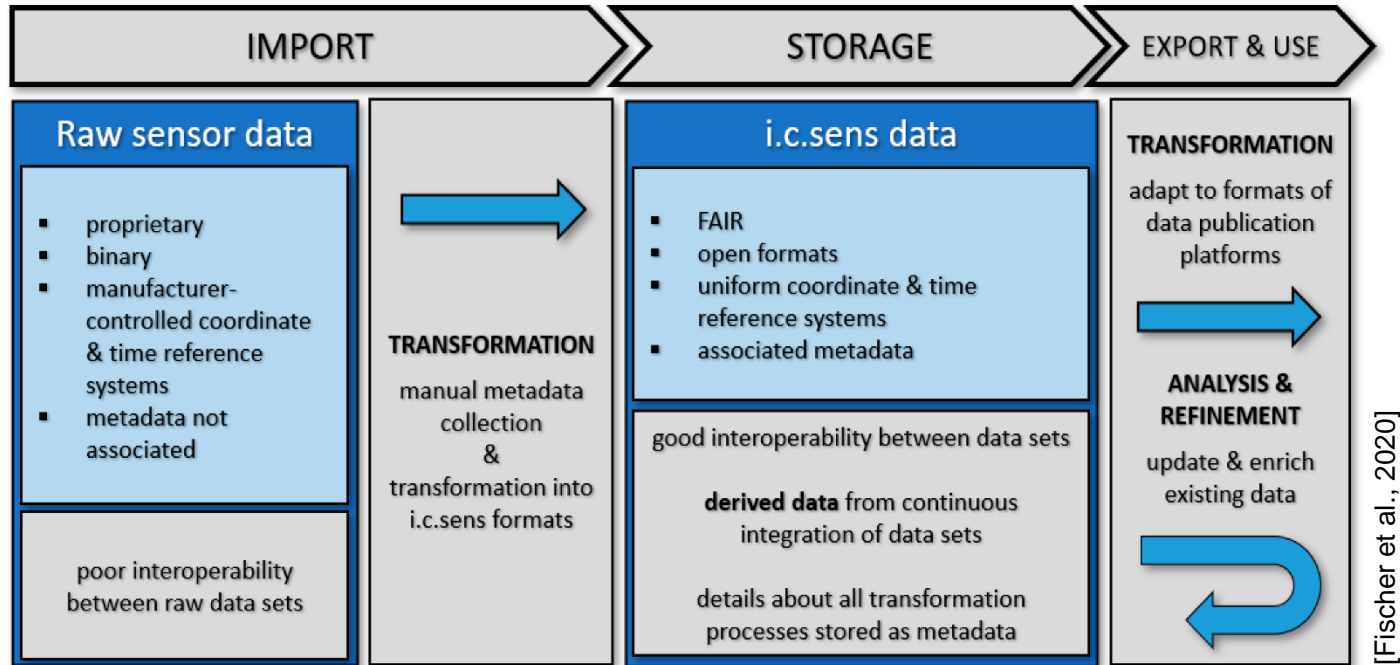 IMPORT
STORAGE
EXPORT & USE
Raw sensor data
▪ proprietary
▪ binary
▪ manufacturer-
controlled coordinate
& time reference
systems
▪ metadata not
associated
poor interoperability
between raw data sets
TRANSFORMATION
manual metadata
collection
&
transformation into
i.c.sens formats
i.c.sens data
▪ FAIR
▪ open formats
▪ uniform coordinate & time
reference systems
▪ associated metadata
good interoperability between data sets
derived data from continuous
integration of data sets
details about all transformation
processes stored as metadata
TRANSFORMATION
adapt to formats of
data publication
platforms
ANALYSIS &
REFINEMENT
update & enrich
existing data
[Fischer et al., 2020]